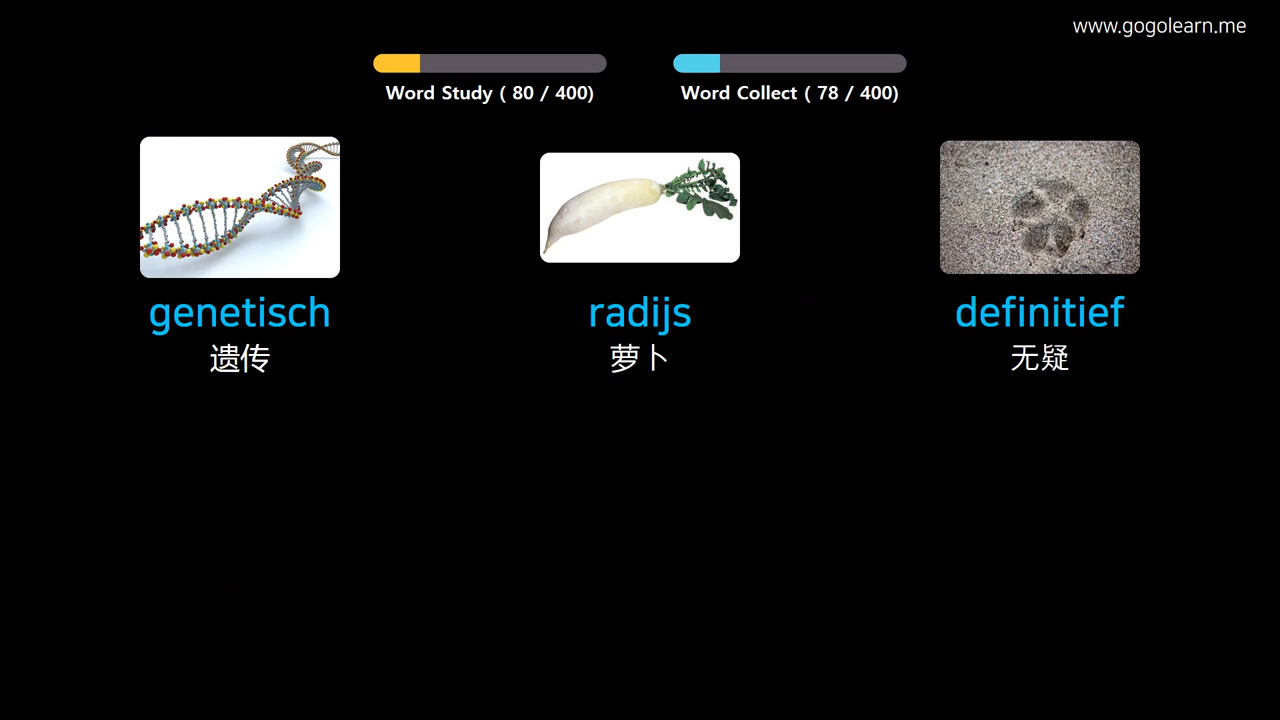 www.gogolearn.me
Word Study ( 80 / 400)
Word Collect ( 78 / 400)
genetisch
遗传
radijs
萝卜
definitief
无疑